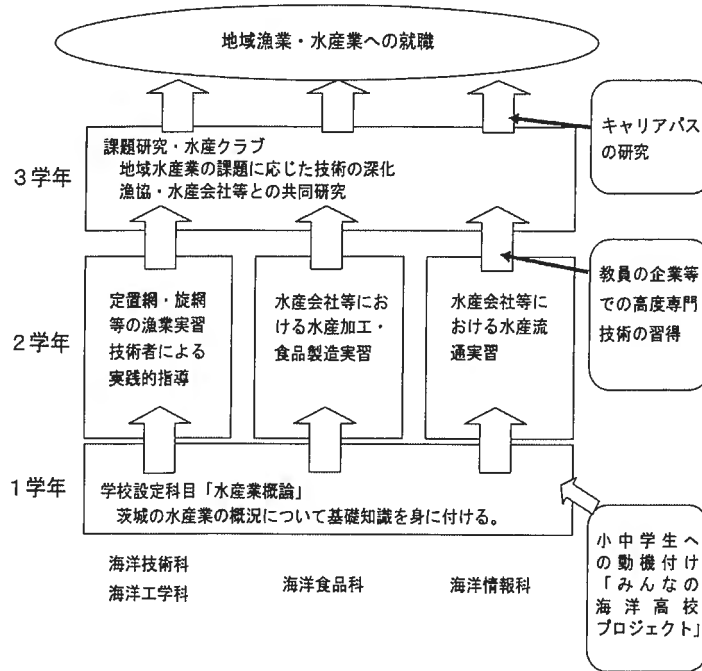 地域漁業・水産業への就職
キャリアパス
の研究
3学年
課題研究・水産クラブ
地域水産業の課題に応じた技術の深化
漁協・水産会社等との共同研究
教員の企業等
での高度専門
技術の習得
2学年
定置網・旋網
等の漁業実習
技術者による
実践的指導
水産会社等にお
ける水産加工・
食品製造実習
水産会社等に
おける水産流
通実習
1学年
学校設定科目「水産業概論」
茨城の水産業の概況について基礎知識を身に付ける。
小中学生へ
の動機付け
「みんなの
海洋高校
プロジェクト」
海洋技術科
海洋工学科
海洋食品科
海洋情報科